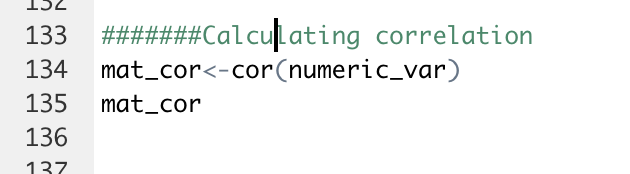 132
133 #######Calculating correlation
134 mat_cor<-cor(numeric_var)
135 mat_cor
136
137